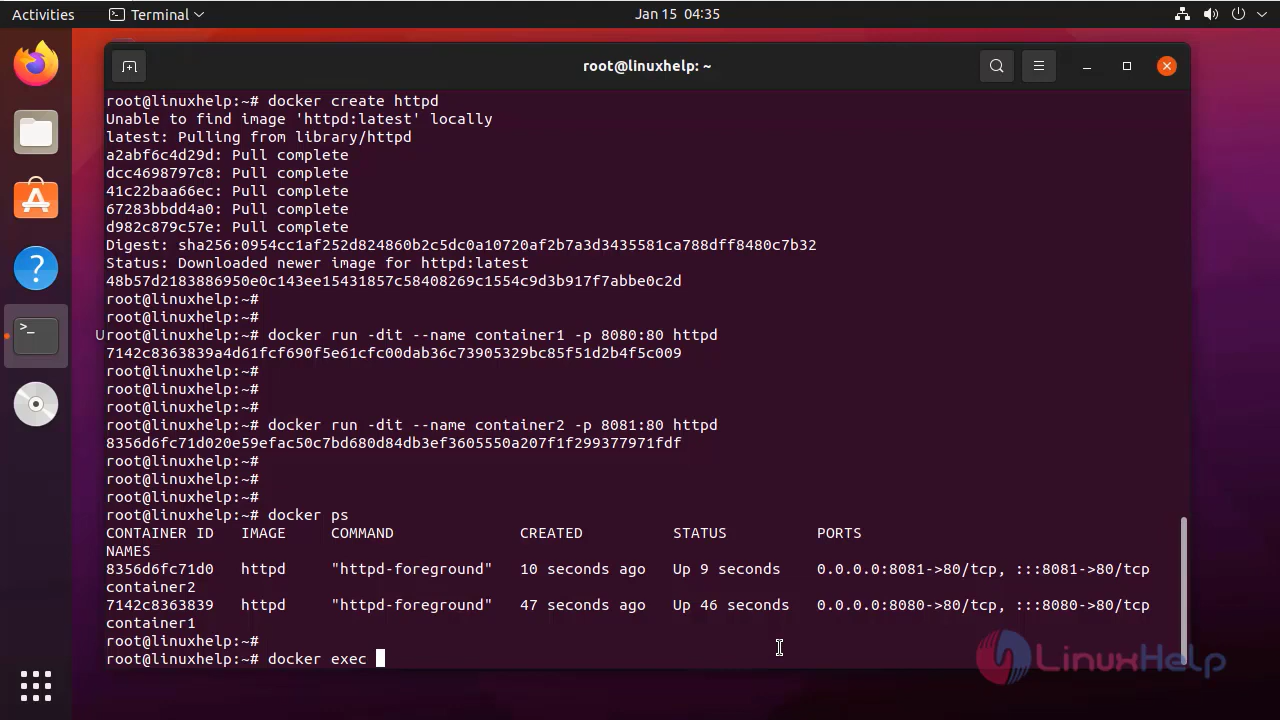 Activities Terminal Jan 15 04:35
root@linuxhelp: ~
root@linuxhelp:~# docker create httpd
Unable to find image 'httpd:latest' locally
latest: Pulling from library/httpd
a2abf6c4d29d: Pull complete
dcc4698797c8: Pull complete
41c22baa66ec: Pull complete
67283bbdd4a0: Pull complete
d982c879c57e: Pull complete
Digest: sha256:0954cc1af252d824860b2c5dc0a10720af2b7a3d3435581ca788dff8480c7b32
Status: Downloaded newer image for httpd:latest
48b57d2183886950e0c143ee15431857c58408269c1554c9d3b917f7abbe0c2d
root@linuxhelp:~#
root@linuxhelp:~#
root@linuxhelp:~# docker run -dit --name container1 -p 8080:80 httpd
7142c8363839a4d61fcf690f5e61cfc00dab36c73905329bc85f51d2b4f5c009
root@linuxhelp:~#
root@linuxhelp:~#
root@linuxhelp:~#
root@linuxhelp:~# docker run -dit --name container2 -p 8081:80 httpd
8356d6fc71d020e59efac50c7bd680d84db3ef3605550a207f1f299377971fdf
root@linuxhelp:~#
root@linuxhelp:~#
root@linuxhelp:~#
root@linuxhelp:~# docker ps
CONTAINER ID IMAGE COMMAND CREATED STATUS PORTS
NAMES
8356d6fc71d0 httpd "httpd-foreground" 10 seconds ago Up 9 seconds 0.0.0.0:8081->80/tcp, :::8081->80/tcp
container2
7142c8363839 httpd "httpd-foreground" 47 seconds ago Up 46 seconds 0.0.0.0:8080->80/tcp, :::8080->80/tcp
container1
root@linuxhelp:~#
root@linuxhelp:~# docker exec
LinuxHelp